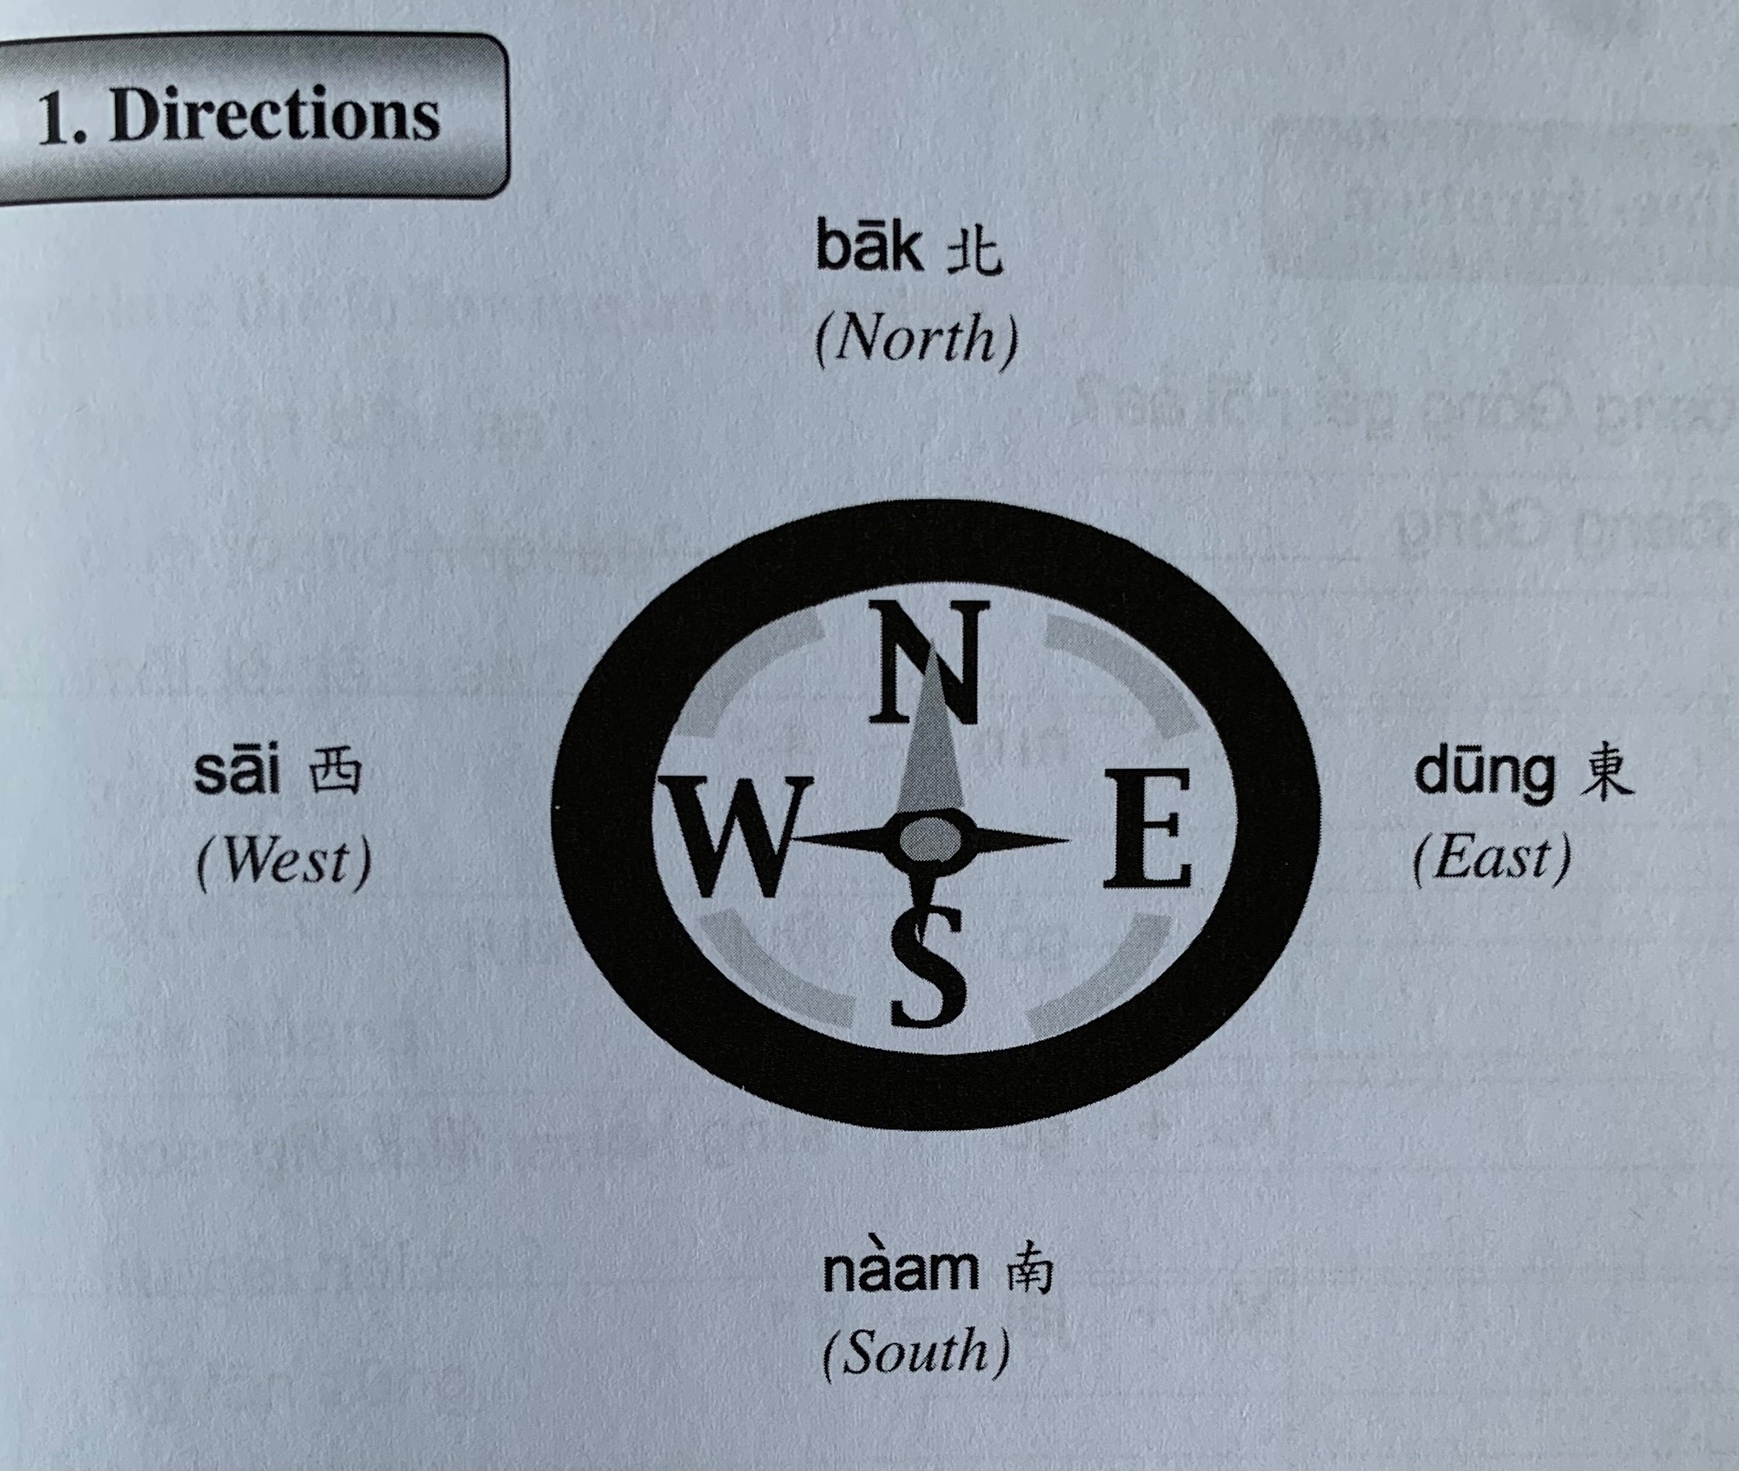 1. Directions
bāk 北
(North)
N
sāi 西
(West)
W
E
dūng 東
(East)
S
nàam 南
(South)